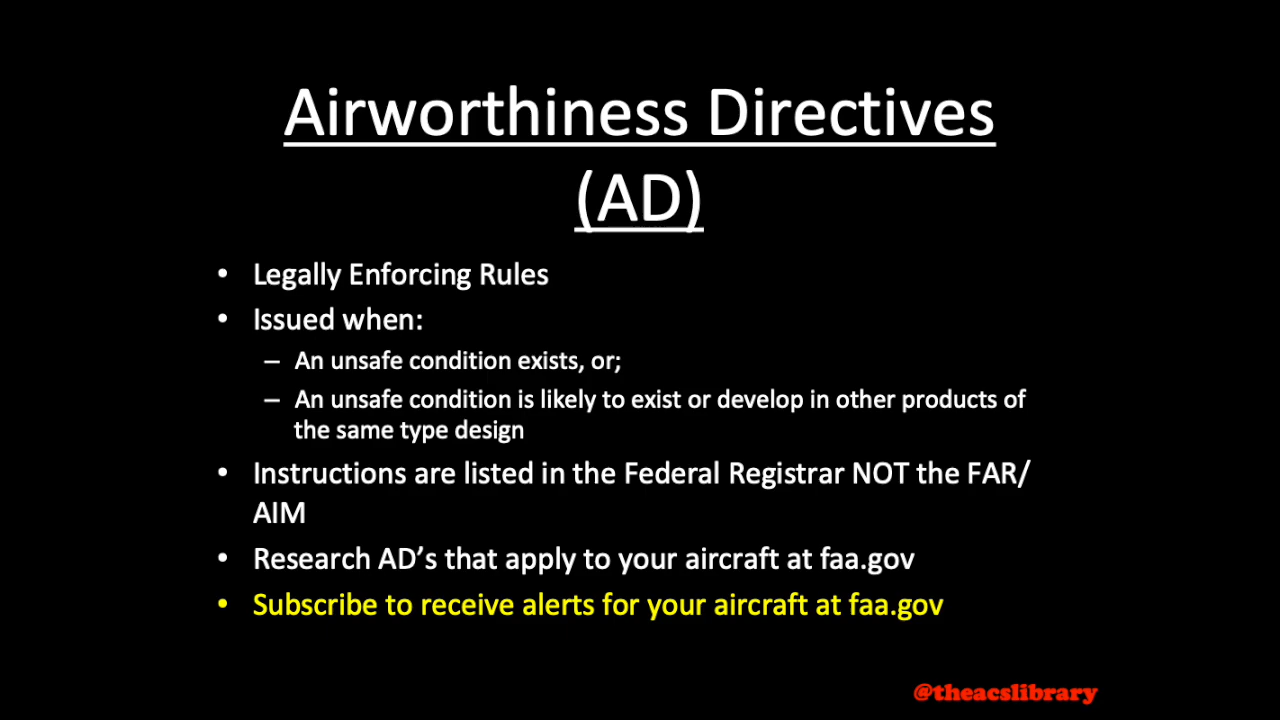 Airworthiness Directives
(AD)
• Legally Enforcing Rules
• Issued when:
– An unsafe condition exists, or;
– An unsafe condition is likely to exist or develop in other products of
the same type design
• Instructions are listed in the Federal Registrar NOT the FAR/
AIM
• Research AD’s that apply to your aircraft at faa.gov
• Subscribe to receive alerts for your aircraft at faa.gov
@theacslibrary